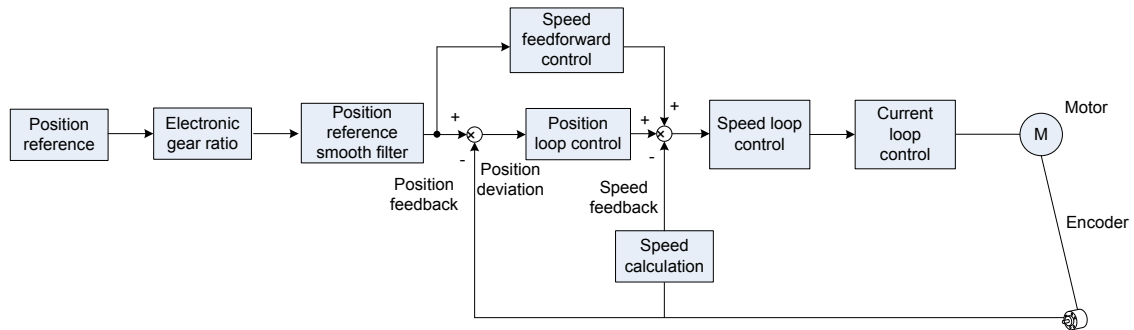 Speed
feedforward
control
Position
reference
Electronic
gear ratio
Position
reference
smooth filter
+
-
Position
feedback
Position
deviation
Position
loop control
+
+
-
Speed
feedback
Speed
calculation
Speed loop
control
Current
loop
control
M
Motor
Encoder